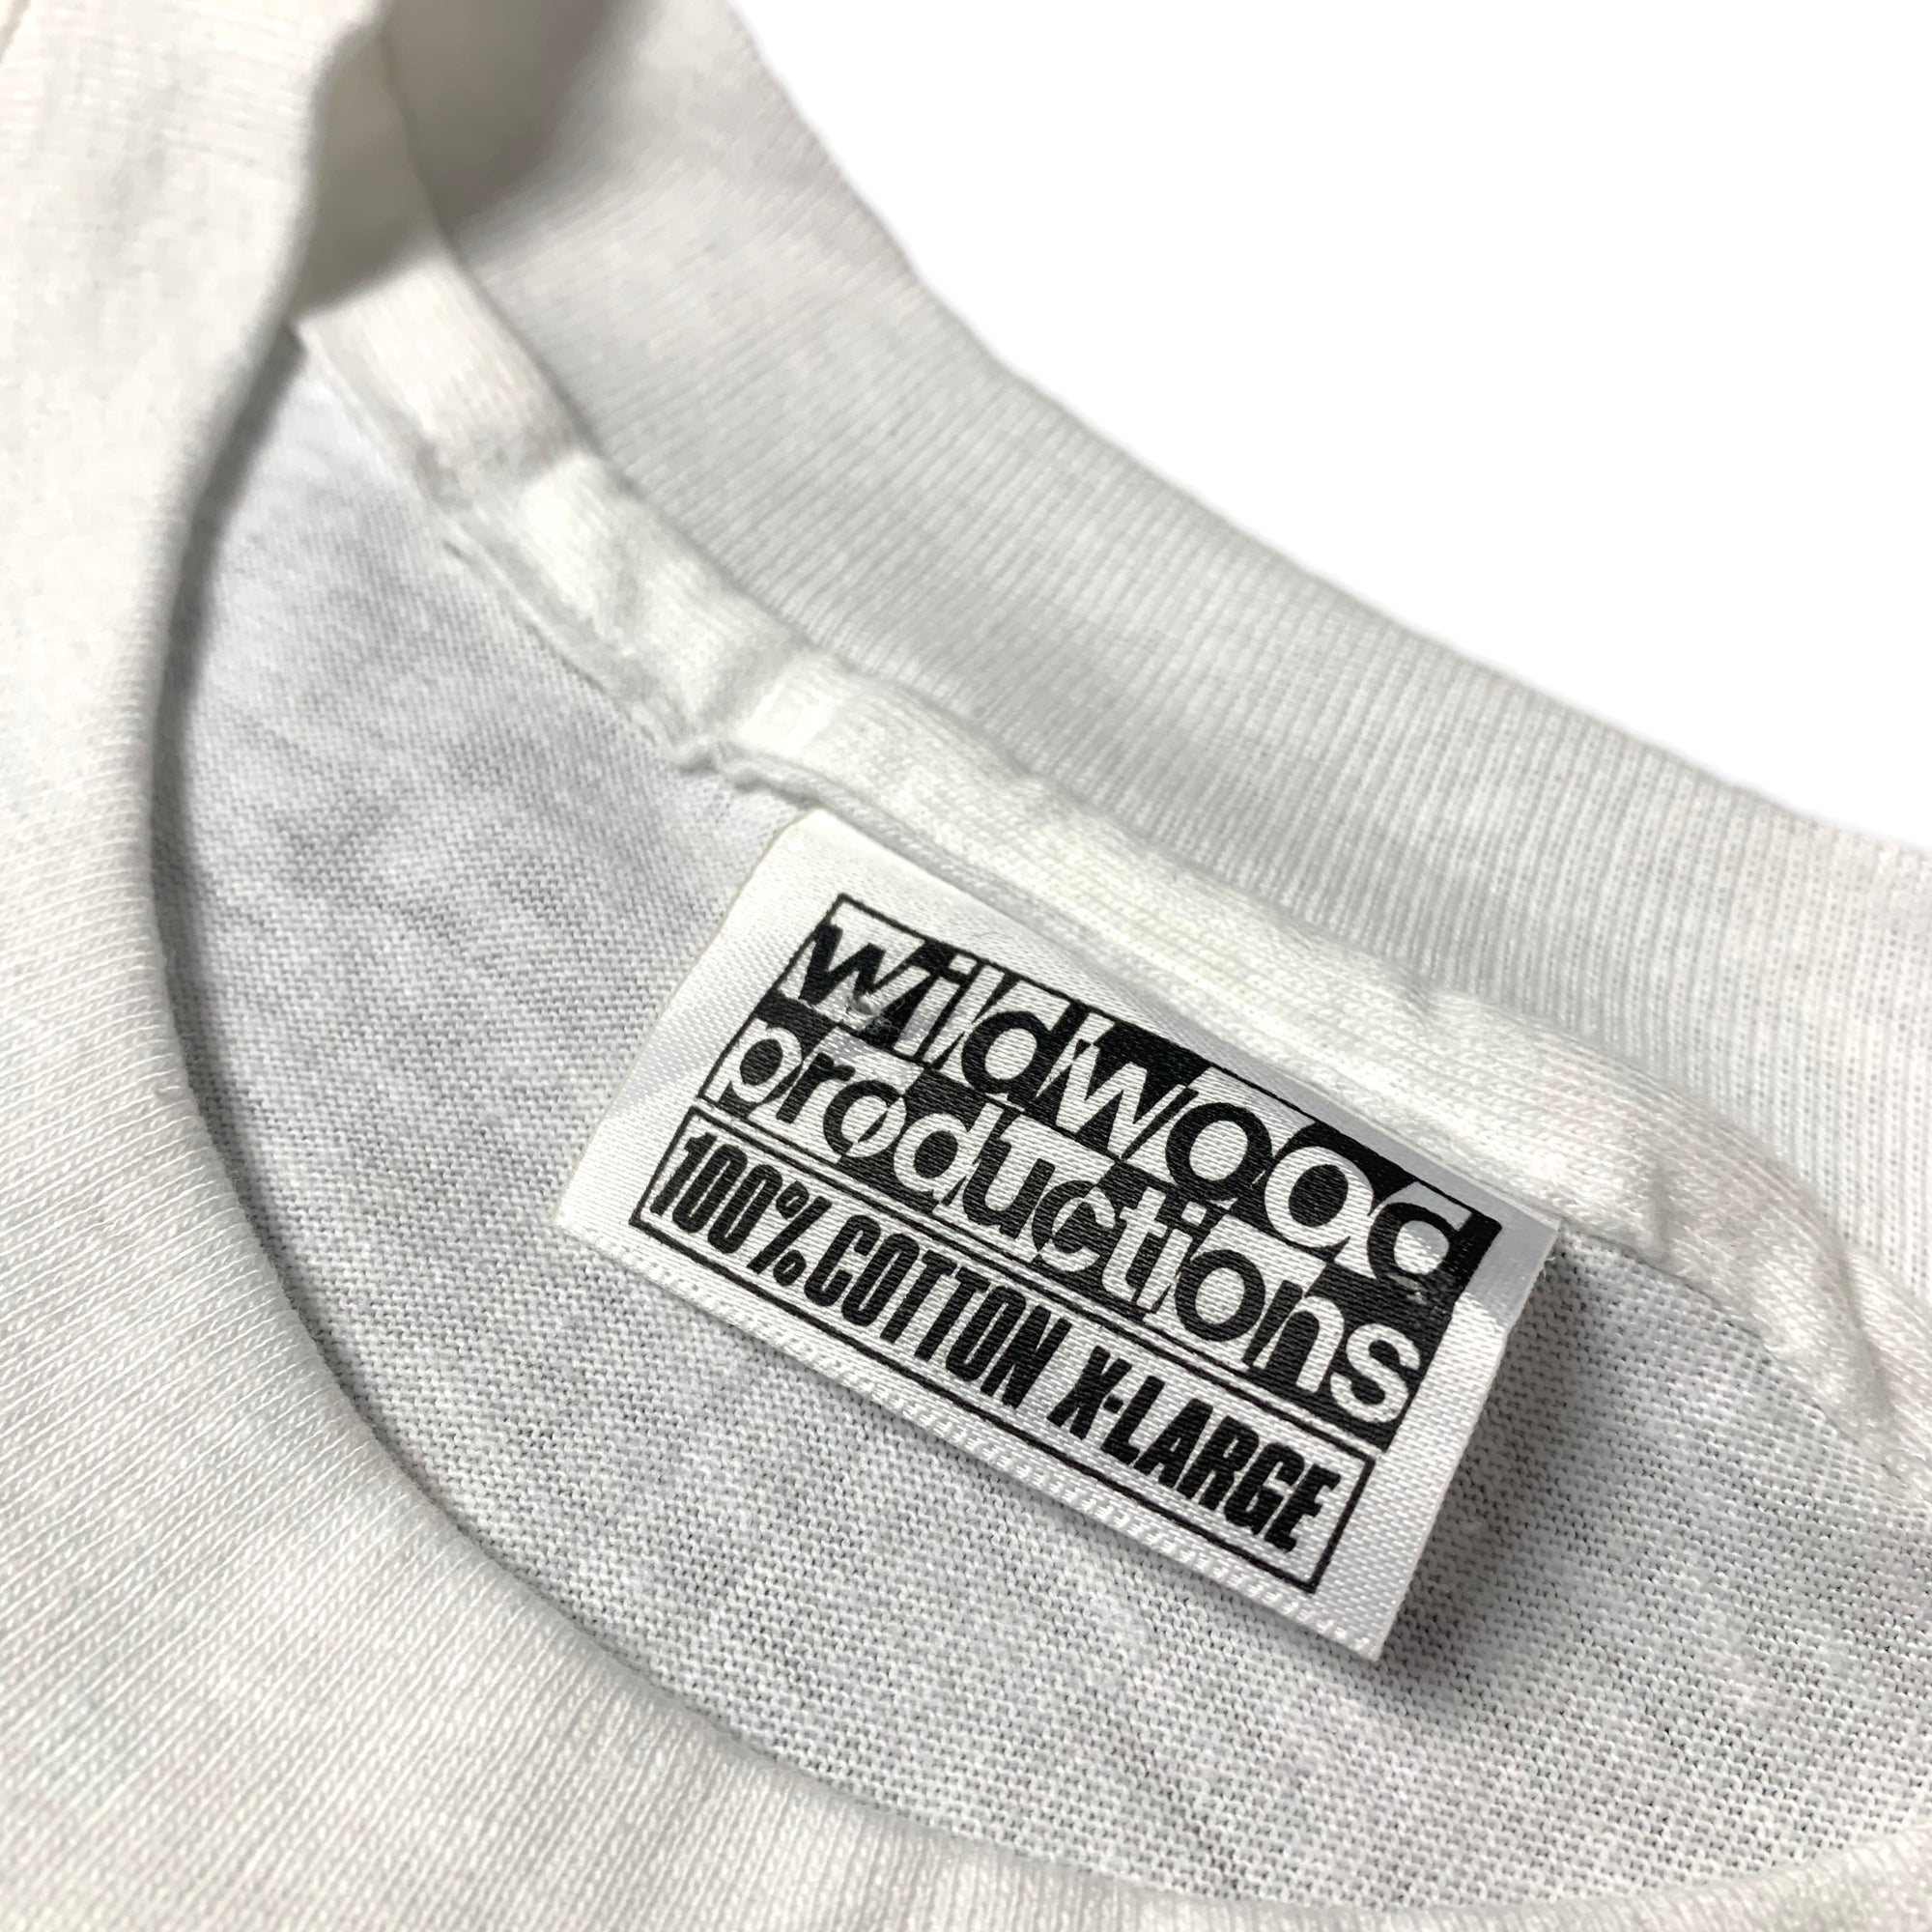 wildwood
productions
100% COTTON X-LARGE